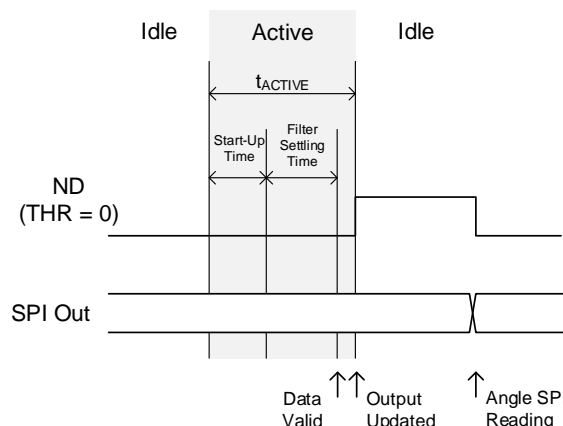 Idle Active Idle
tACTIVE
Start-Up
Time
Filter
Settling
Time
ND
(THR = 0)
SPI Out
Data
Valid
Output
Updated
Angle SP
Reading